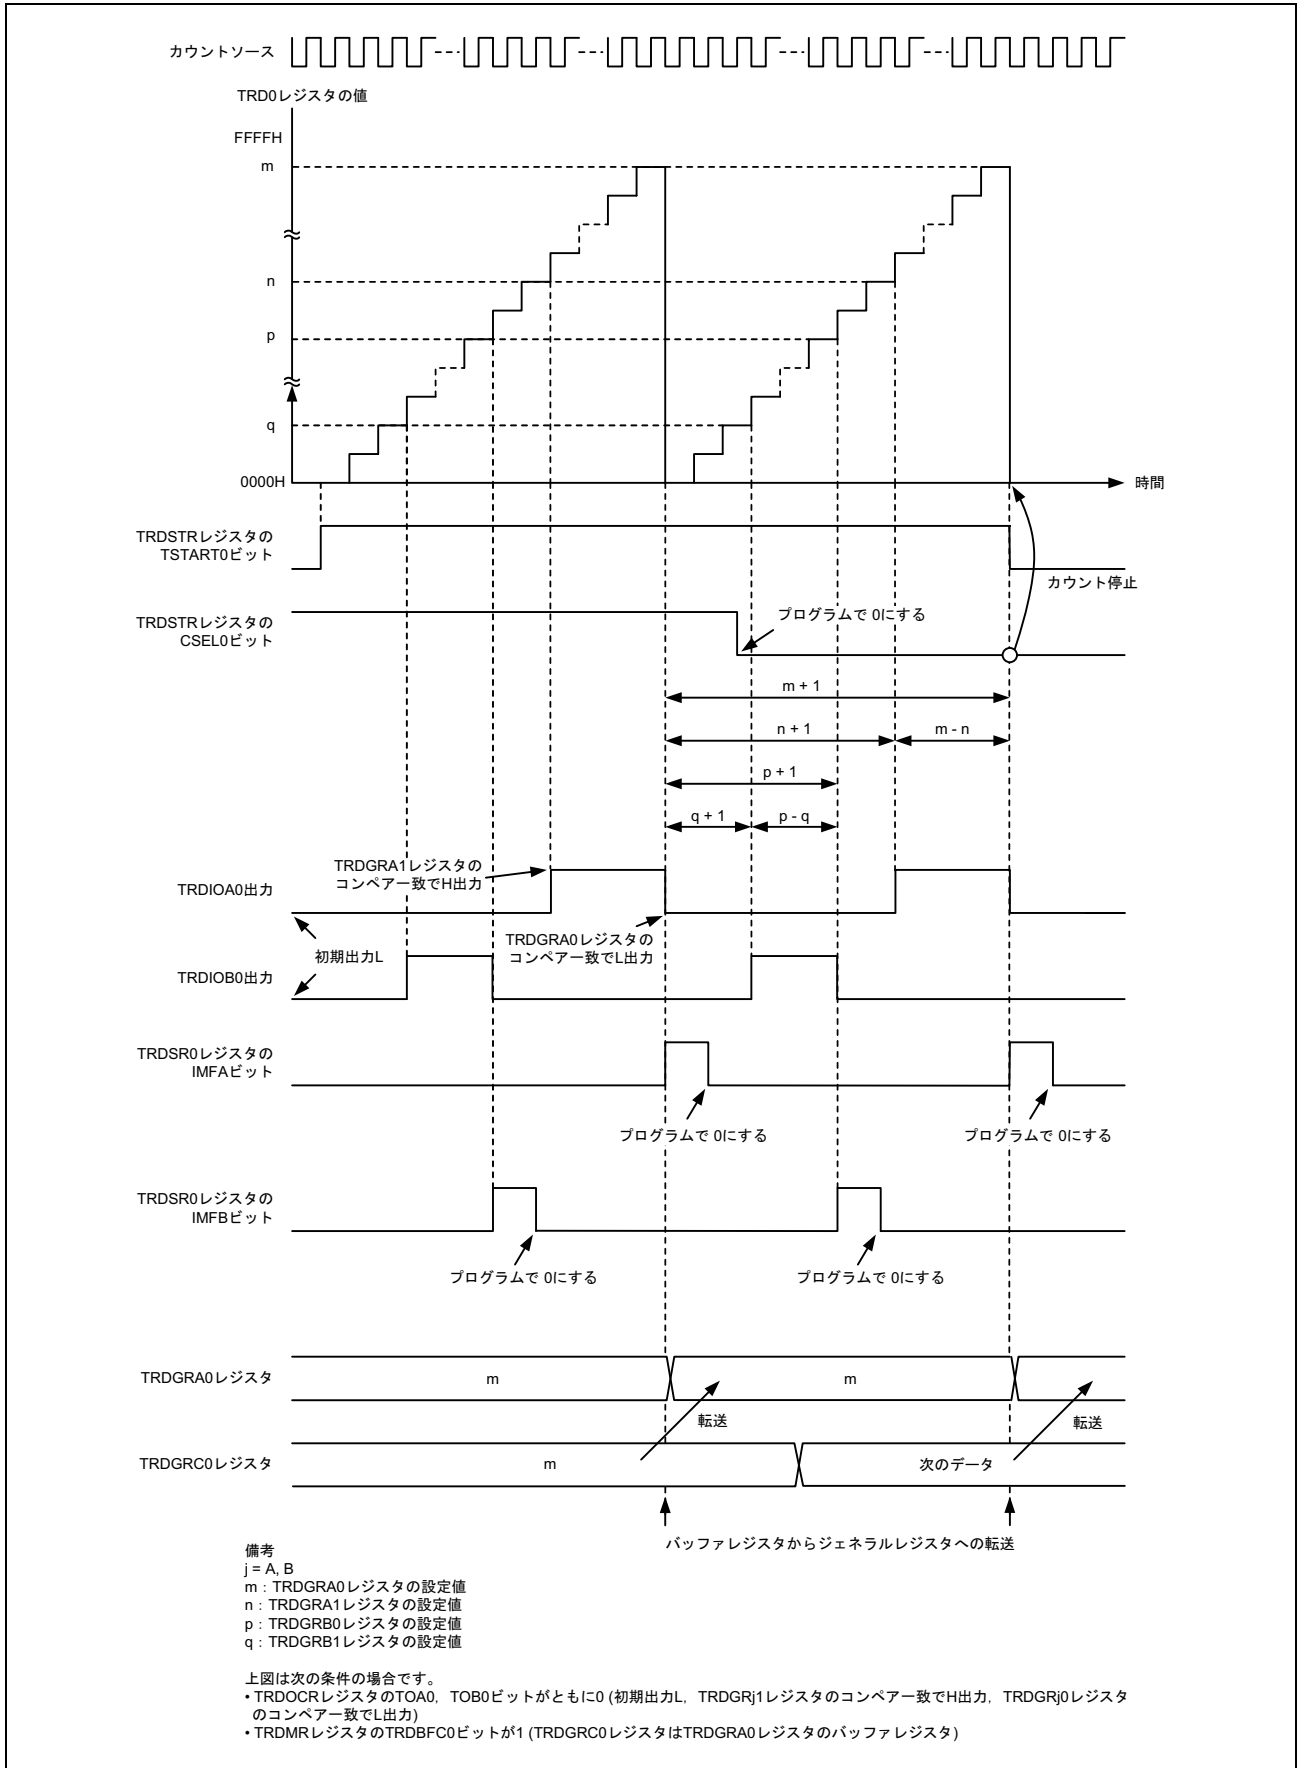 カウントソース
TRD0レジスタの値
FFFFH
m
n
p
q
0000H
時間
TRDSTRレジスタの
TSTART0ビット
カウント停止
TRDSTRレジスタの
CSEL0ビット
プログラムで 0にする
m + 1
n + 1
m - n
p + 1
q + 1
p - q
TRDGRA1レジスタの
コンペア一致でH出力
TRDIOA0出力
TRDGRA0レジスタの
コンペア一致でL出力
初期出力L
TRDIOB0出力
TRDSR0レジスタの
IMFAビット
プログラムで 0にする
プログラムで 0にする
TRDSR0レジスタの
IMFBビット
プログラムで 0にする
プログラムで 0にする
TRDGRA0レジスタ
m
m
転送
転送
TRDGRC0レジスタ
m
次のデータ
バッファレジスタからジェネラルレジスタへの転送
備考
j = A, B
m : TRDGRA0レジスタの設定値
n : TRDGRA1レジスタの設定値
p : TRDGRB0レジスタの設定値
q : TRDGRB1レジスタの設定値
上図は次の条件の場合です。
• TRDOCRレジスタのTOA0, TOB0ビットがともに0 (初期出力L, TRDGRj1レジスタのコンペア一致でH出力, TRDGRj0レジスタ
のコンペア一致でL出力)
• TRDMRレジスタのTRDBFC0ビットが1 (TRDGRC0レジスタはTRDGRA0レジスタのバッファレジスタ)